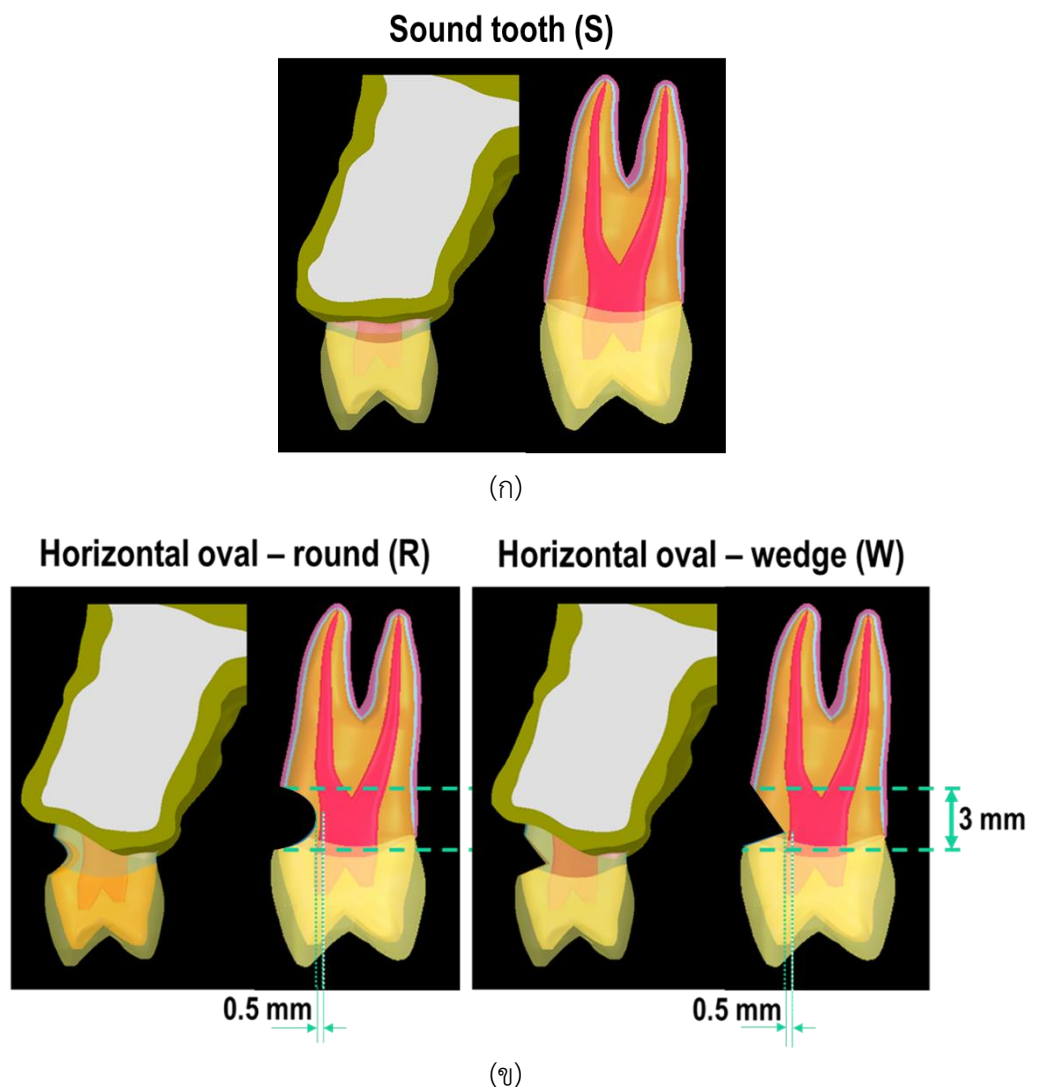 Sound tooth (S)
(ก)
Horizontal oval – round (R)
Horizontal oval – wedge (W)
3 mm
0.5 mm
0.5 mm
(ข)